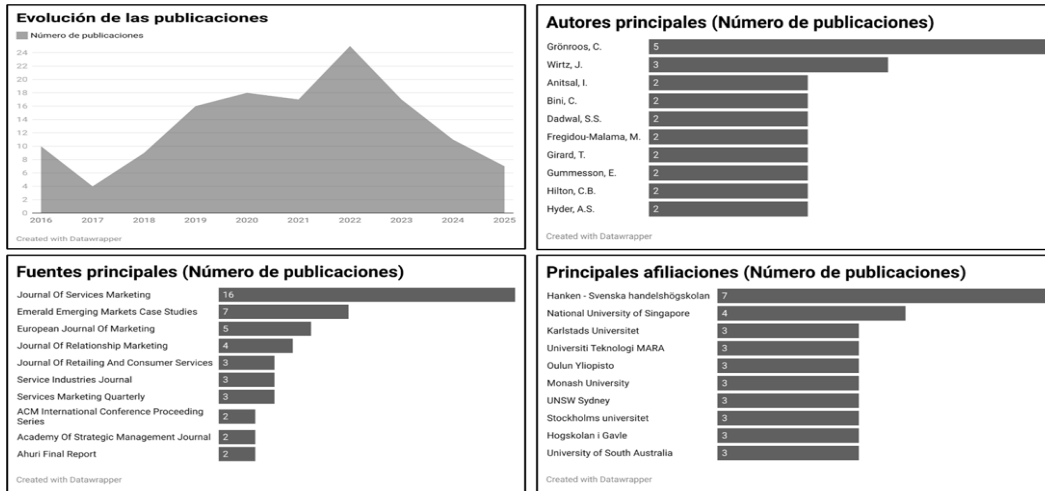 Evolución de las publicaciones
Número de publicaciones
24
22
20
18
16
14
12
10
8
6
4
2
0
2016 2017 2018 2019 2020 2021 2022 2023 2024 2025
Created with Datawrapper
Autores principales (Número de publicaciones)
Grönroos, C. 5
Wirtz, J. 3
Anitsal, I. 2
Bini, C. 2
Dadwal, S.S. 2
Fregidou-Malama, M. 2
Girard, T. 2
Gummesson, E. 2
Hilton, C.B. 2
Hyder, A.S. 2
Created with Datawrapper
Fuentes principales (Número de publicaciones)
Journal Of Services Marketing 16
Emerald Emerging Markets Case Studies 7
European Journal Of Marketing 5
Journal Of Relationship Marketing 4
Journal Of Retailing And Consumer Services 3
Service Industries Journal 3
Services Marketing Quarterly 3
ACM International Conference Proceeding
Series 2
Academy Of Strategic Management Journal 2
Ahuri Final Report 2
Created with Datawrapper
Principales afiliaciones (Número de publicaciones)
Hanken - Svenska handelshögskolan 7
National University of Singapore 4
Karlstads Universitet 3
Universiti Teknologi MARA 3
Oulun Yliopisto 3
Monash University 3
UNSW Sydney 3
Stockholms universitet 3
Hogskolan i Gavle 3
University of South Australia 3
Created with Datawrapper